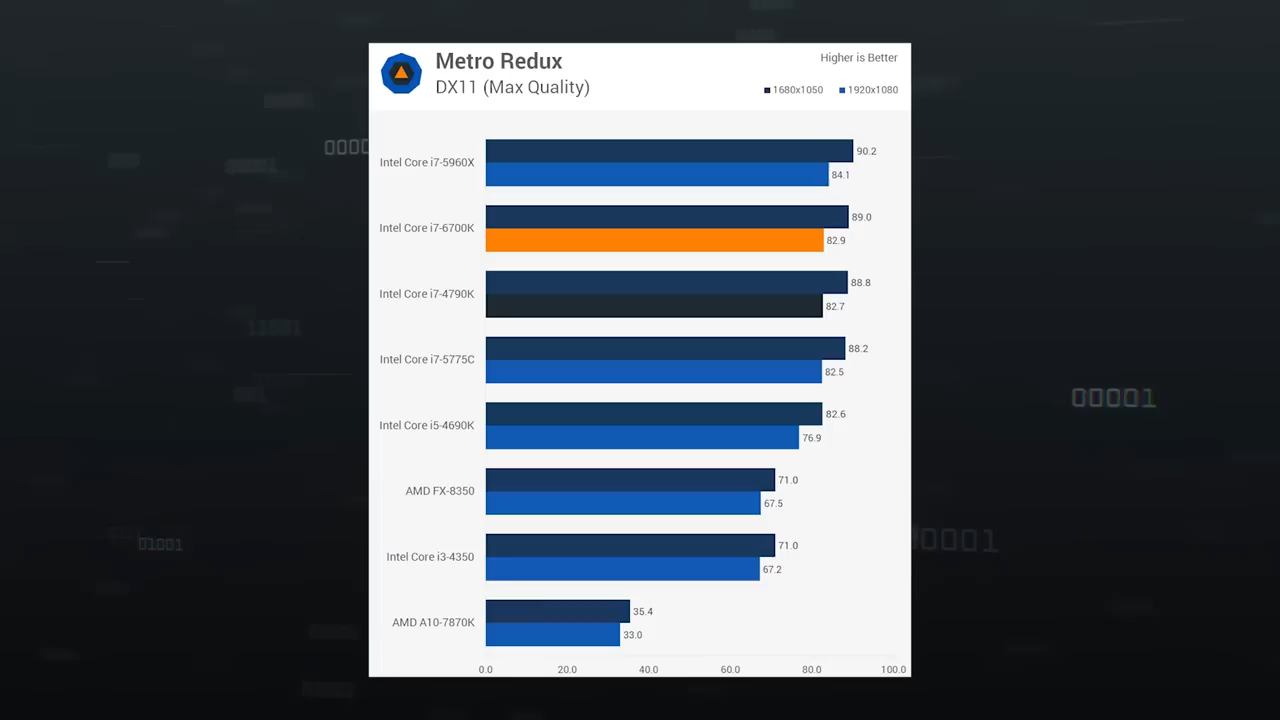 Metro Redux
DX11 (Max Quality)
Higher is Better
1680x1050 1920x1080
Intel Core i7-5960X
90.2
84.1
Intel Core i7-6700K
89.0
82.9
Intel Core i7-4790K
88.8
82.7
Intel Core i7-5775C
88.2
82.5
Intel Core i5-4690K
82.6
76.9
AMD FX-8350
71.0
67.5
Intel Core i3-4350
71.0
67.2
AMD A10-7870K
35.4
33.0
0.0 20.0 40.0 60.0 80.0 100.0
0000
11001
00001
01001
0001